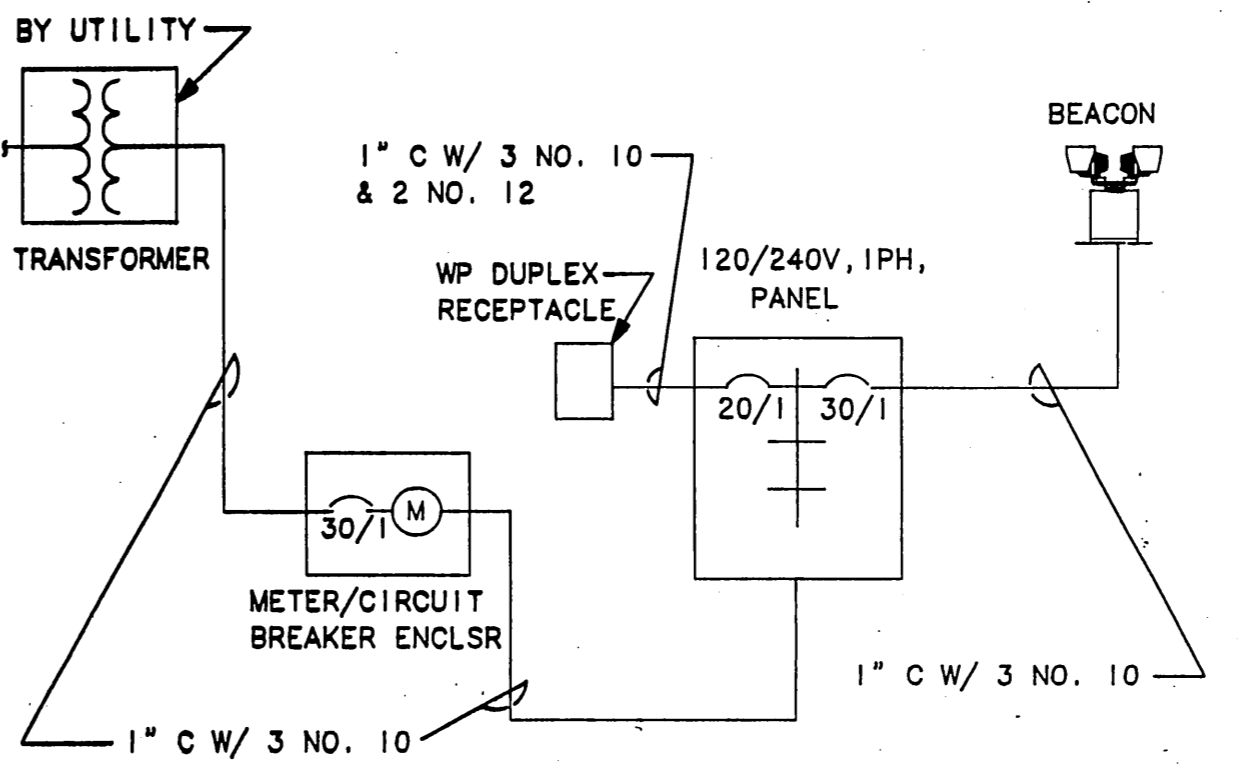 BY UTILITY
TRANSFORMER
1" C W/ 3 NO. 10
& 2 NO. 12
WP DUPLEX
RECEPTACLE
120/240V, 1PH,
PANEL
BEACON
20/1
30/1
30/1
M
METER/CIRCUIT
BREAKER ENCLSR
1" C W/ 3 NO. 10
1" C W/ 3 NO. 10